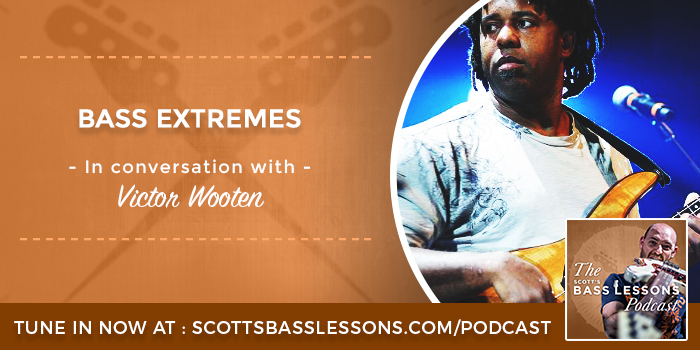 BASS EXTREMES
- In conversation with -
Victor Wooten
The
SCOTT'S
BASS LESSONS
Podcast
TUNE IN NOW AT : SCOTTSBASSLESSONS.COM/PODCAST